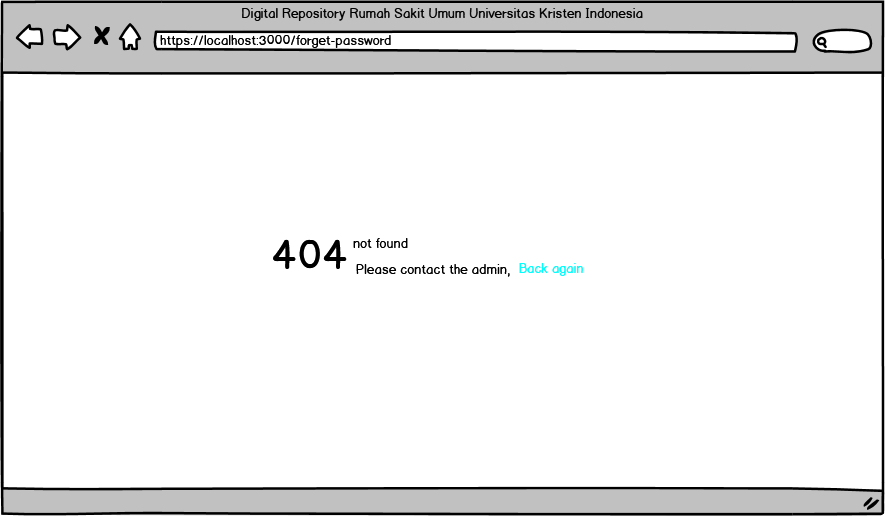 Digital Repository Rumah Sakit Umum Universitas Kristen Indonesia
https://localhost:3000/forget-password
404 not found
Please contact the admin, Back again